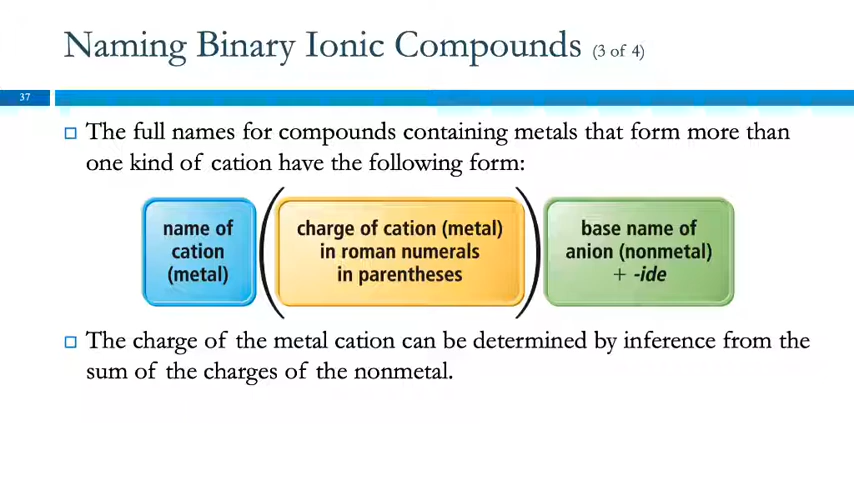 Naming Binary Ionic Compounds (3 of 4)
37
□ The full names for compounds containing metals that form more than
one kind of cation have the following form:
name of
cation
(metal)
charge of cation (metal)
in roman numerals
in parentheses
base name of
anion (nonmetal)
+ -ide
□ The charge of the metal cation can be determined by inference from the
sum of the charges of the nonmetal.